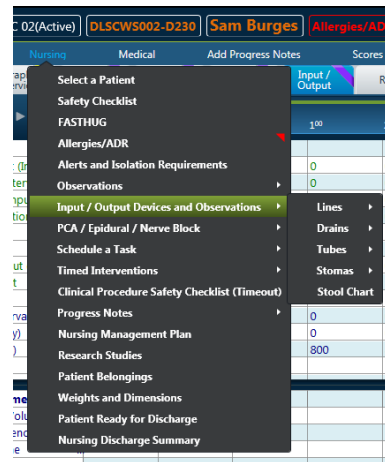 C 02(Active) DLSCWS002-D230 Sam Burges Allergies/AD
Nursing Medical Add Progress Notes Scores
Input /
Output
R
Select a Patient
Safety Checklist
FASTHUG
1⁰⁰
Allergies/ADR
Alerts and Isolation Requirements
0
Observations
0
Input / Output Devices and Observations
Lines
PCA / Epidural / Nerve Block
Drains
Schedule a Task
Tubes
Timed Interventions
Stomas
Clinical Procedure Safety Checklist (Timeout)
Stool Chart
Progress Notes
0
Nursing Management Plan
0
Research Studies
800
Patient Belongings
Weights and Dimensions
Patient Ready for Discharge
Nursing Discharge Summary